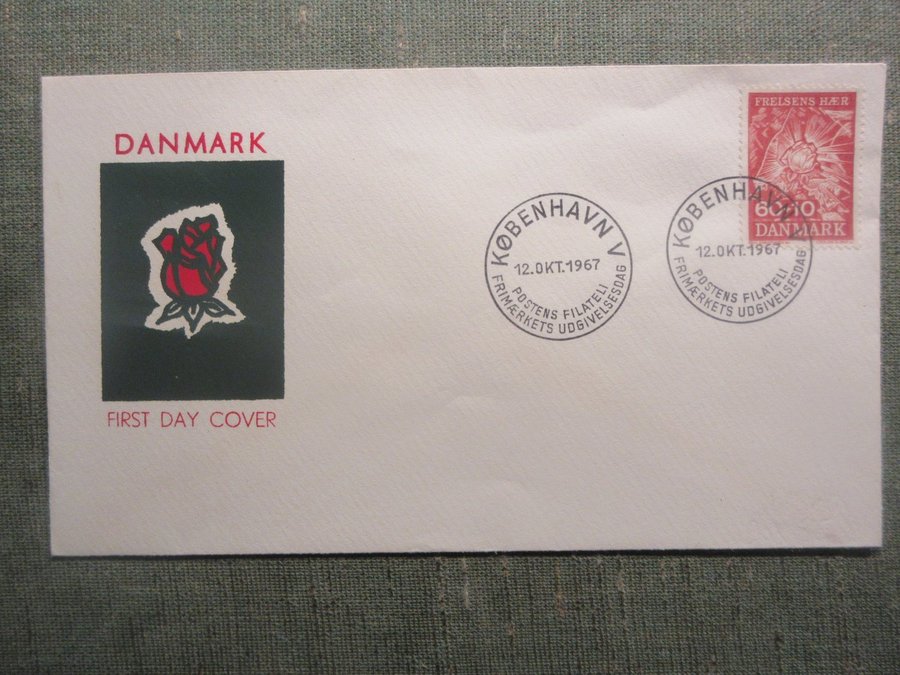 DANMARK
FIRST DAY COVER
KØBENHAVN V
12.OKT.1967
POSTENS FILATELI
FRIMÆRKETS UDGIVELSESDAG
KØBENHAVN V
12.OKT.1967
POSTENS FILATELI
FRIMÆRKETS UDGIVELSESDAG
FRELSENS HÆR
60+10
DANMARK